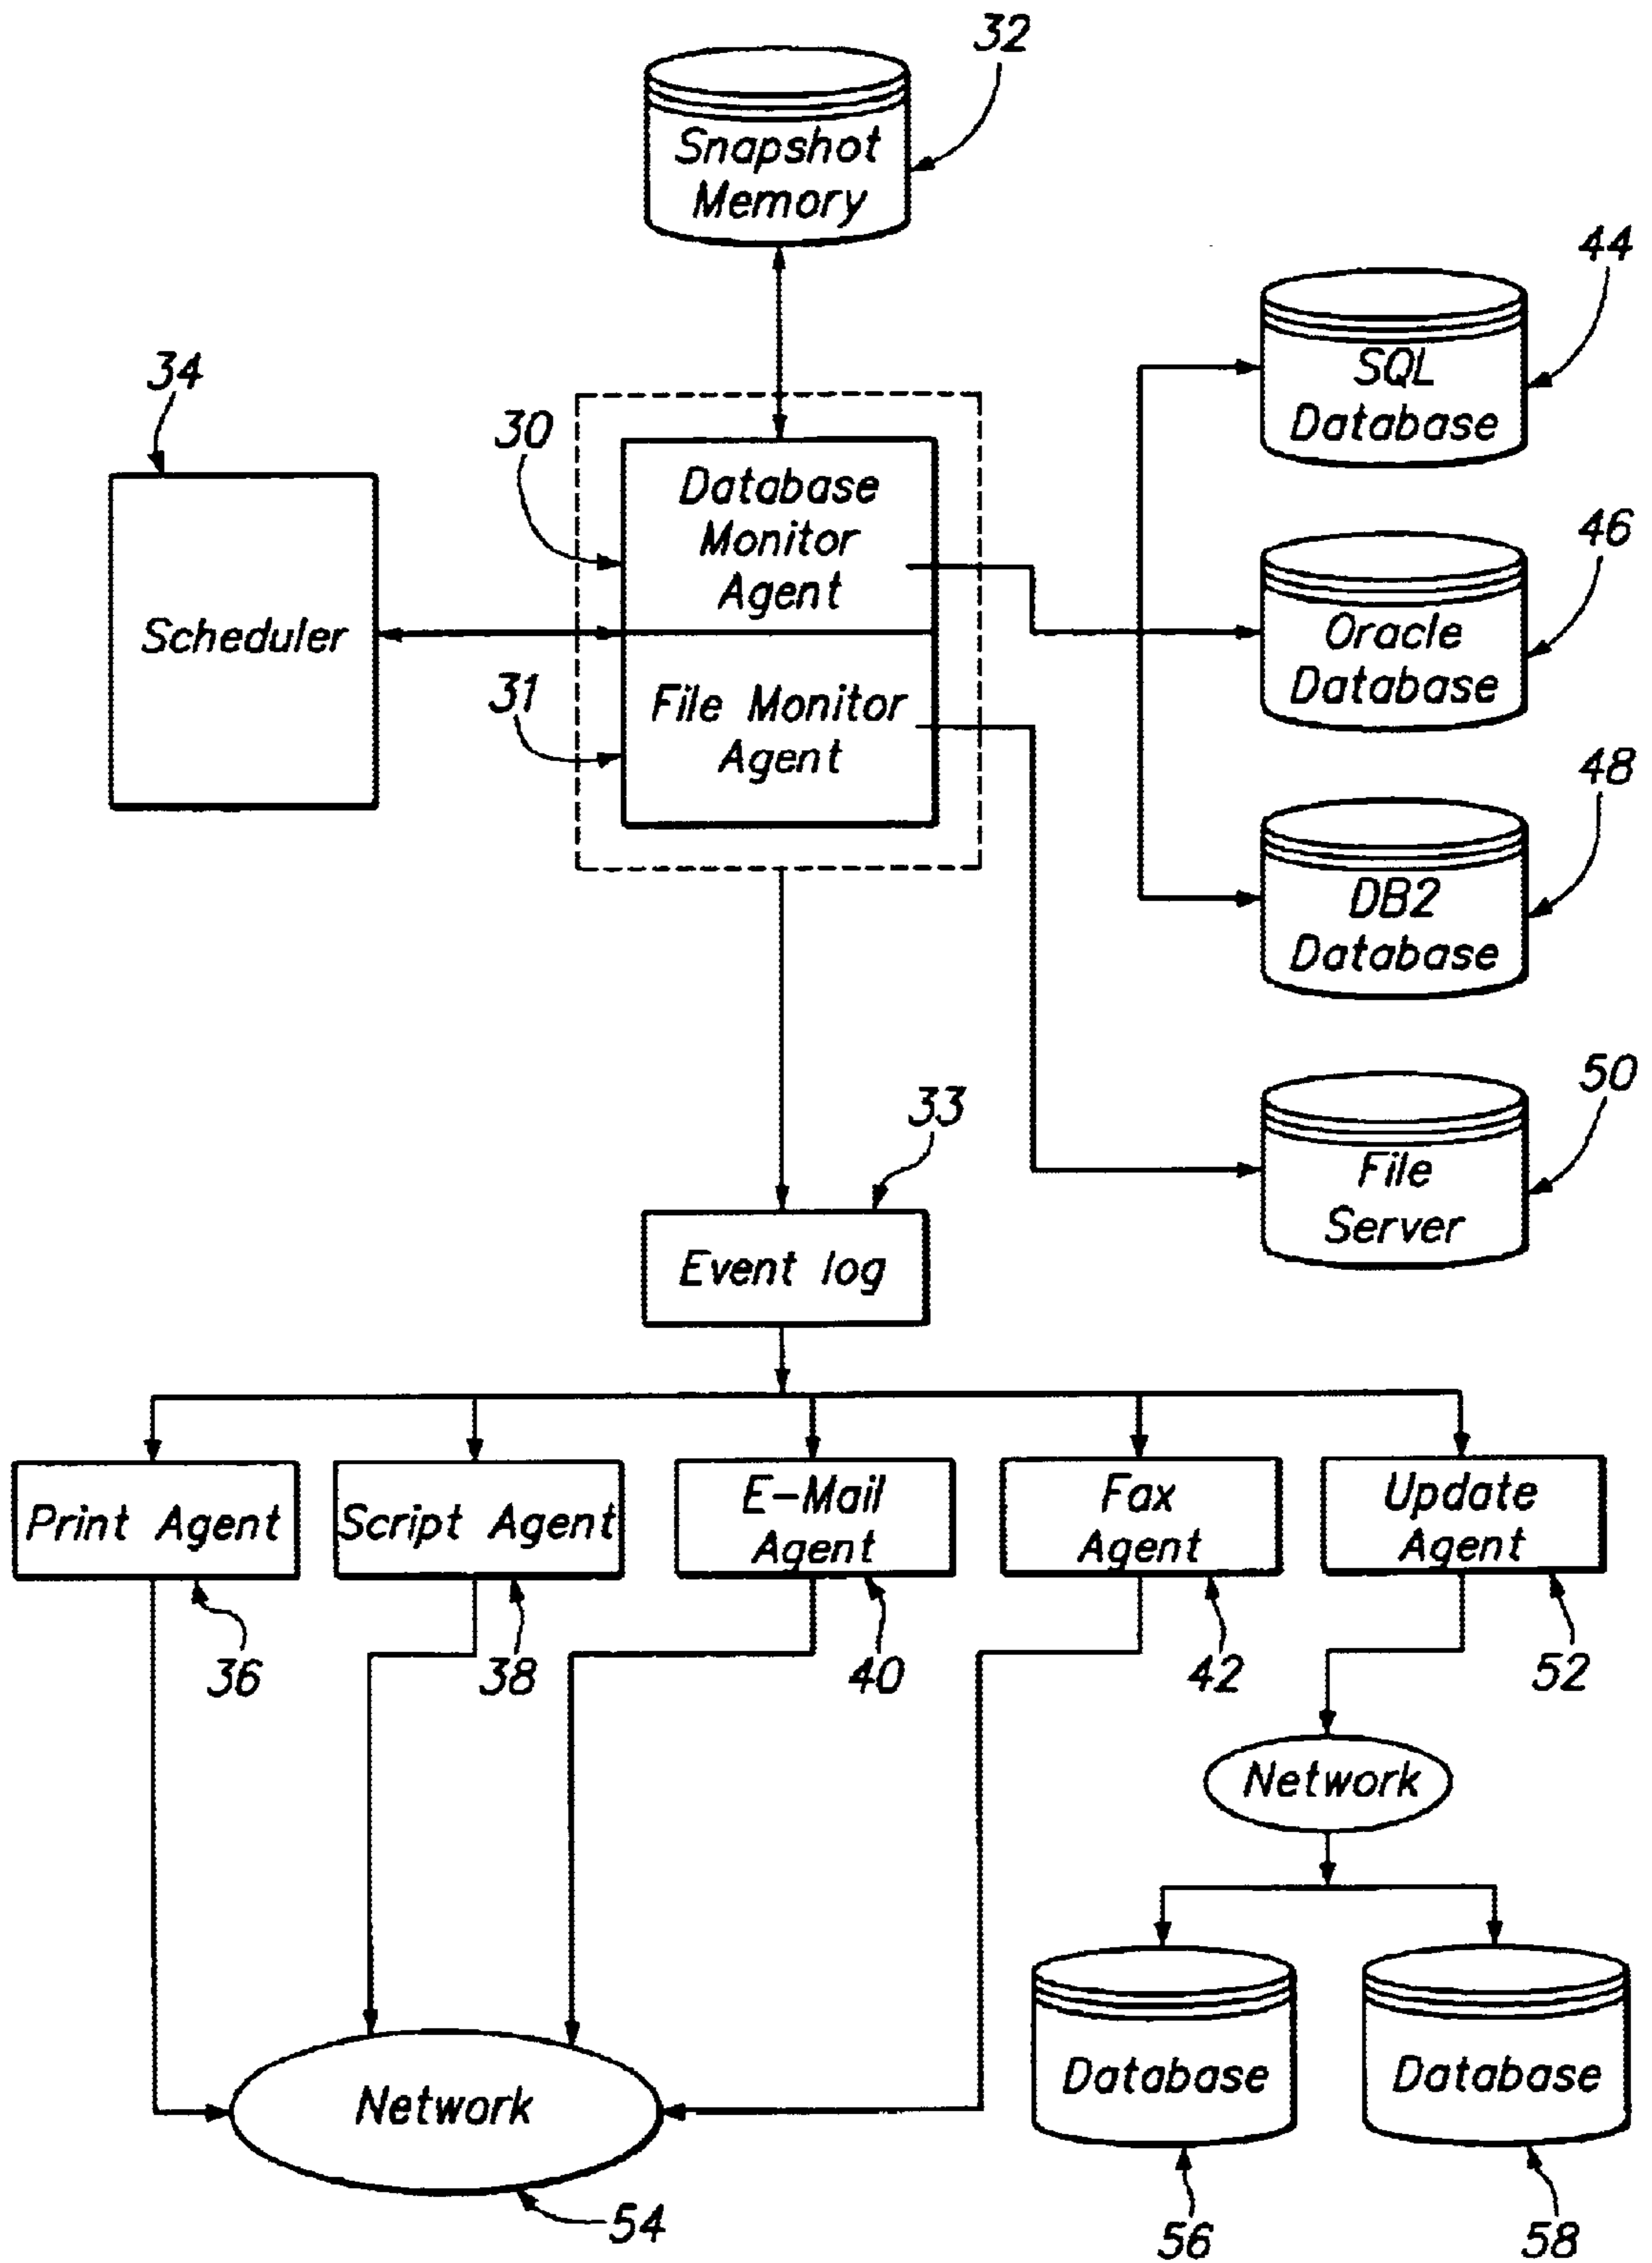 32
Snapshot
Memory
44
SQL
Database
34
30
Database
Monitor
Agent
46
Scheduler
Oracle
Database
31
File Monitor
Agent
48
DB2
Database
50
33
File
Server
Event log
Print Agent
Script Agent
E-Mail
Agent
Fax
Agent
Update
Agent
36
38
40
42
52
Network
Database
Database
Network
54
56
58